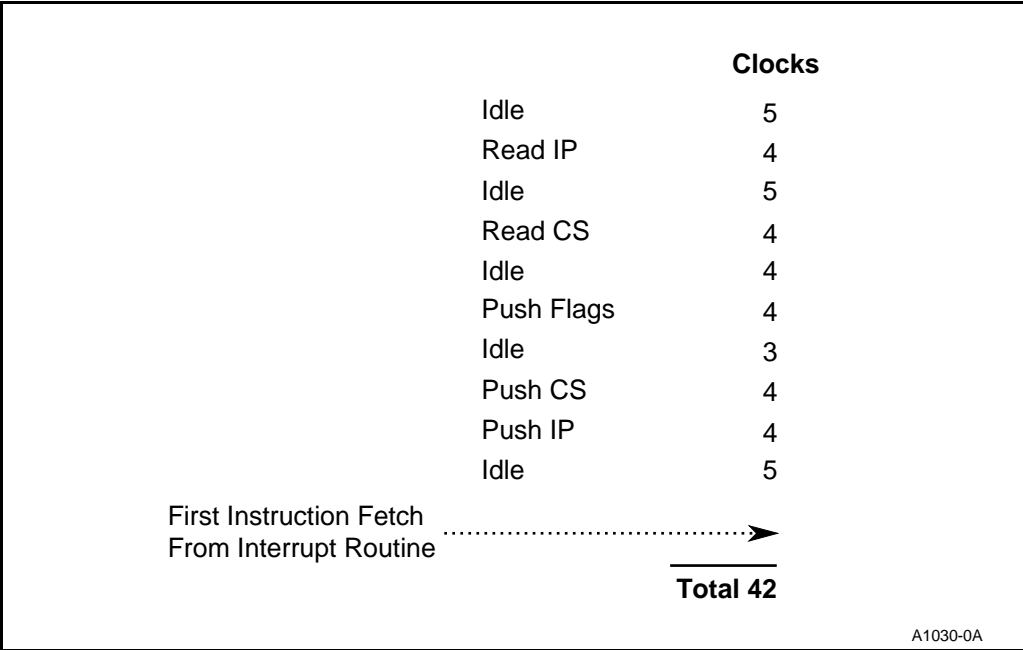 Clocks
Idle 5
Read IP 4
Idle 5
Read CS 4
Idle 4
Push Flags 4
Idle 3
Push CS 4
Push IP 4
Idle 5
First Instruction Fetch
From Interrupt Routine
Total 42
A1030-0A